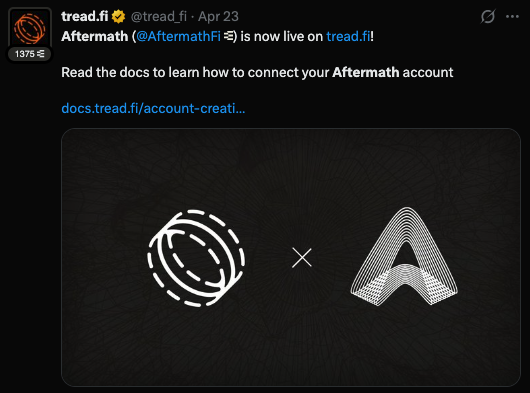 tread.fi @tread_fi · Apr 23
1375
Aftermath (@AftermathFi) is now live on tread.fi!
Read the docs to learn how to connect your Aftermath account
docs.tread.fi/account-creati...